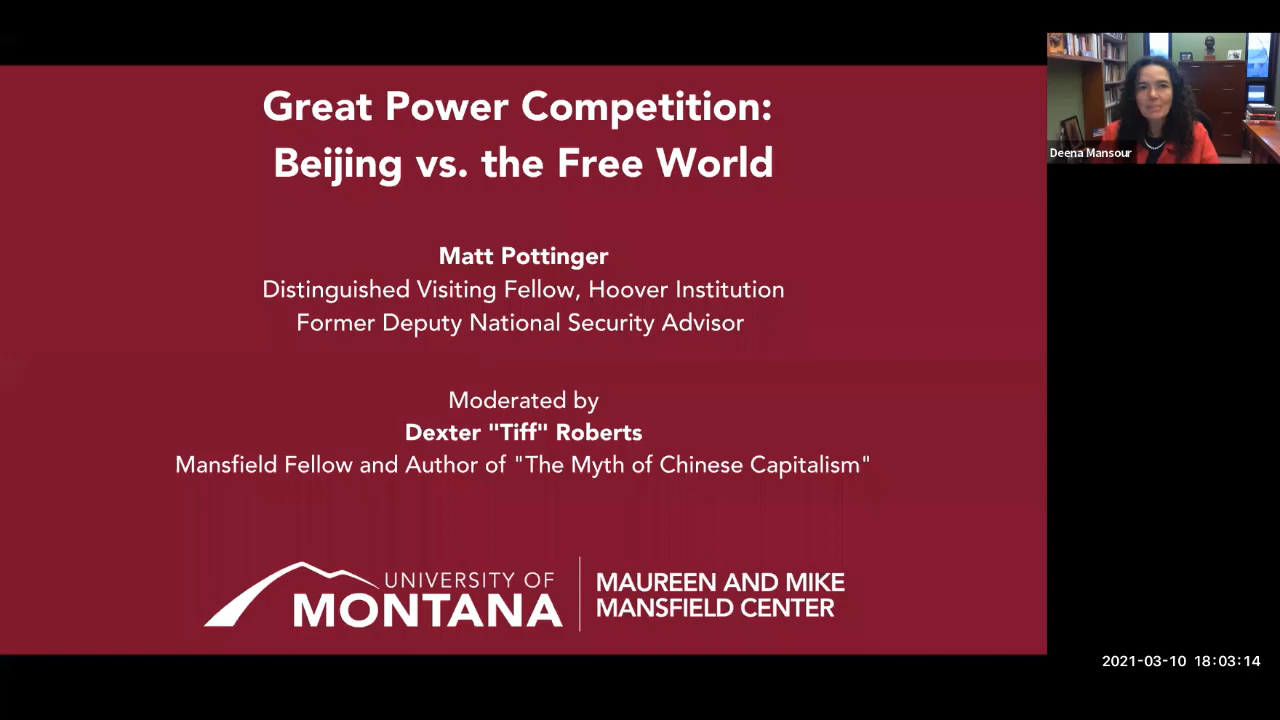 Great Power Competition:
Beijing vs. the Free World
Matt Pottinger
Distinguished Visiting Fellow, Hoover Institution
Former Deputy National Security Advisor
Moderated by
Dexter "Tiff" Roberts
Mansfield Fellow and Author of "The Myth of Chinese Capitalism"
UNIVERSITY OF
MONTANA
MAUREEN AND MIKE
MANSFIELD CENTER
Deena Mansour
2021-03-10 18:03:14